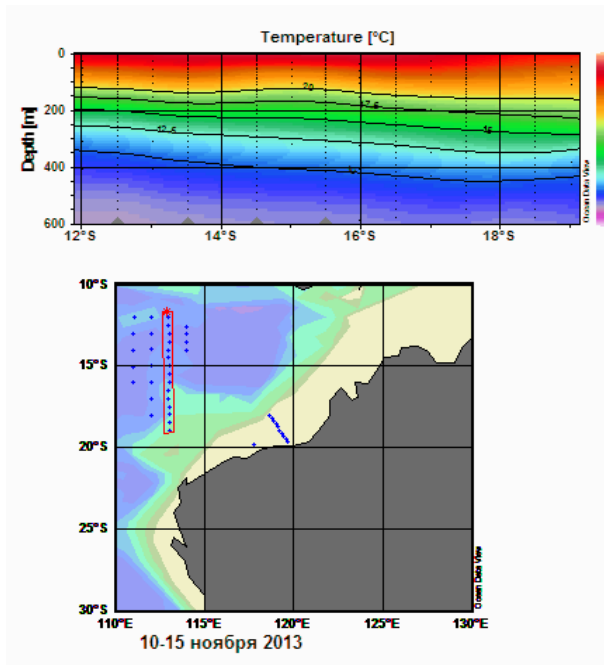 Temperature [°C]
0
200
400
600
Depth [m]
20
17.5
15
12.5
10
12°S
14°S
16°S
18°S
Ocean Data View
10°S
15°S
20°S
25°S
30°S
110°E
115°E
120°E
125°E
130°E
Ocean Data View
10-15 ноября 2013